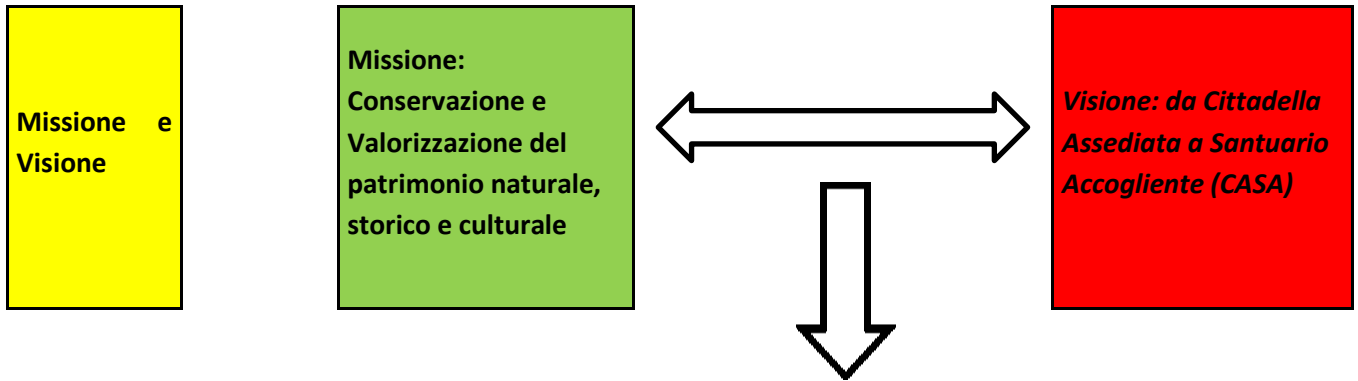 Missione e
Visione
Missione:
Conservazione e
Valorizzazione del
patrimonio naturale,
storico e culturale
Visione: da Cittadella
Assediata a Santuario
Accogliente (CASA)